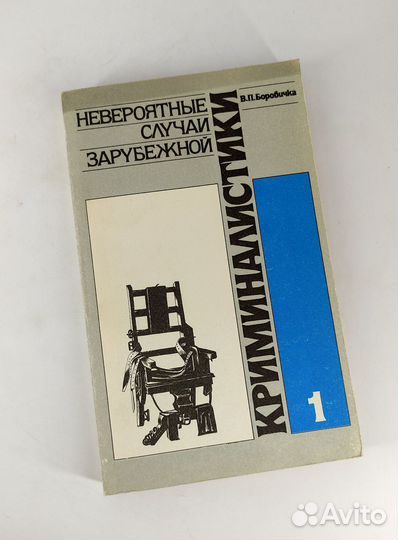 В.П.Боровичка
НЕВЕРОЯТНЫЕ
СЛУЧАИ
ЗАРУБЕЖНОЙ
КРИМИНАЛИСТИКИ
1
Avito